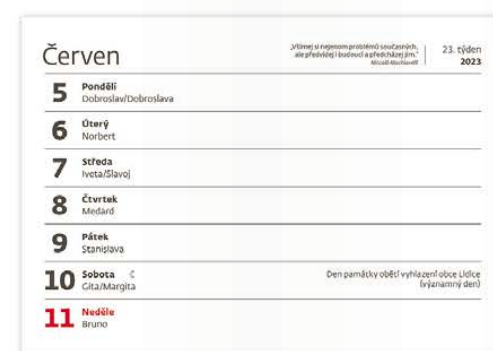 Červen
„Všímej si nejenom problémů současných,
ale předvídej i budoucí a předcházej jim."
Niccolò Machiavelli
23. týden
2023
5 Pondělí
Dobroslav/Dobroslava
6 Úterý
Norbert
7 Středa
Iveta/Slavoj
8 Čtvrtek
Medard
9 Pátek
Stanislava
10 Sobota ☾
Gita/Margita
Den památky obětí vyhlazení obce Lidice
(významný den)
11 Neděle
Bruno